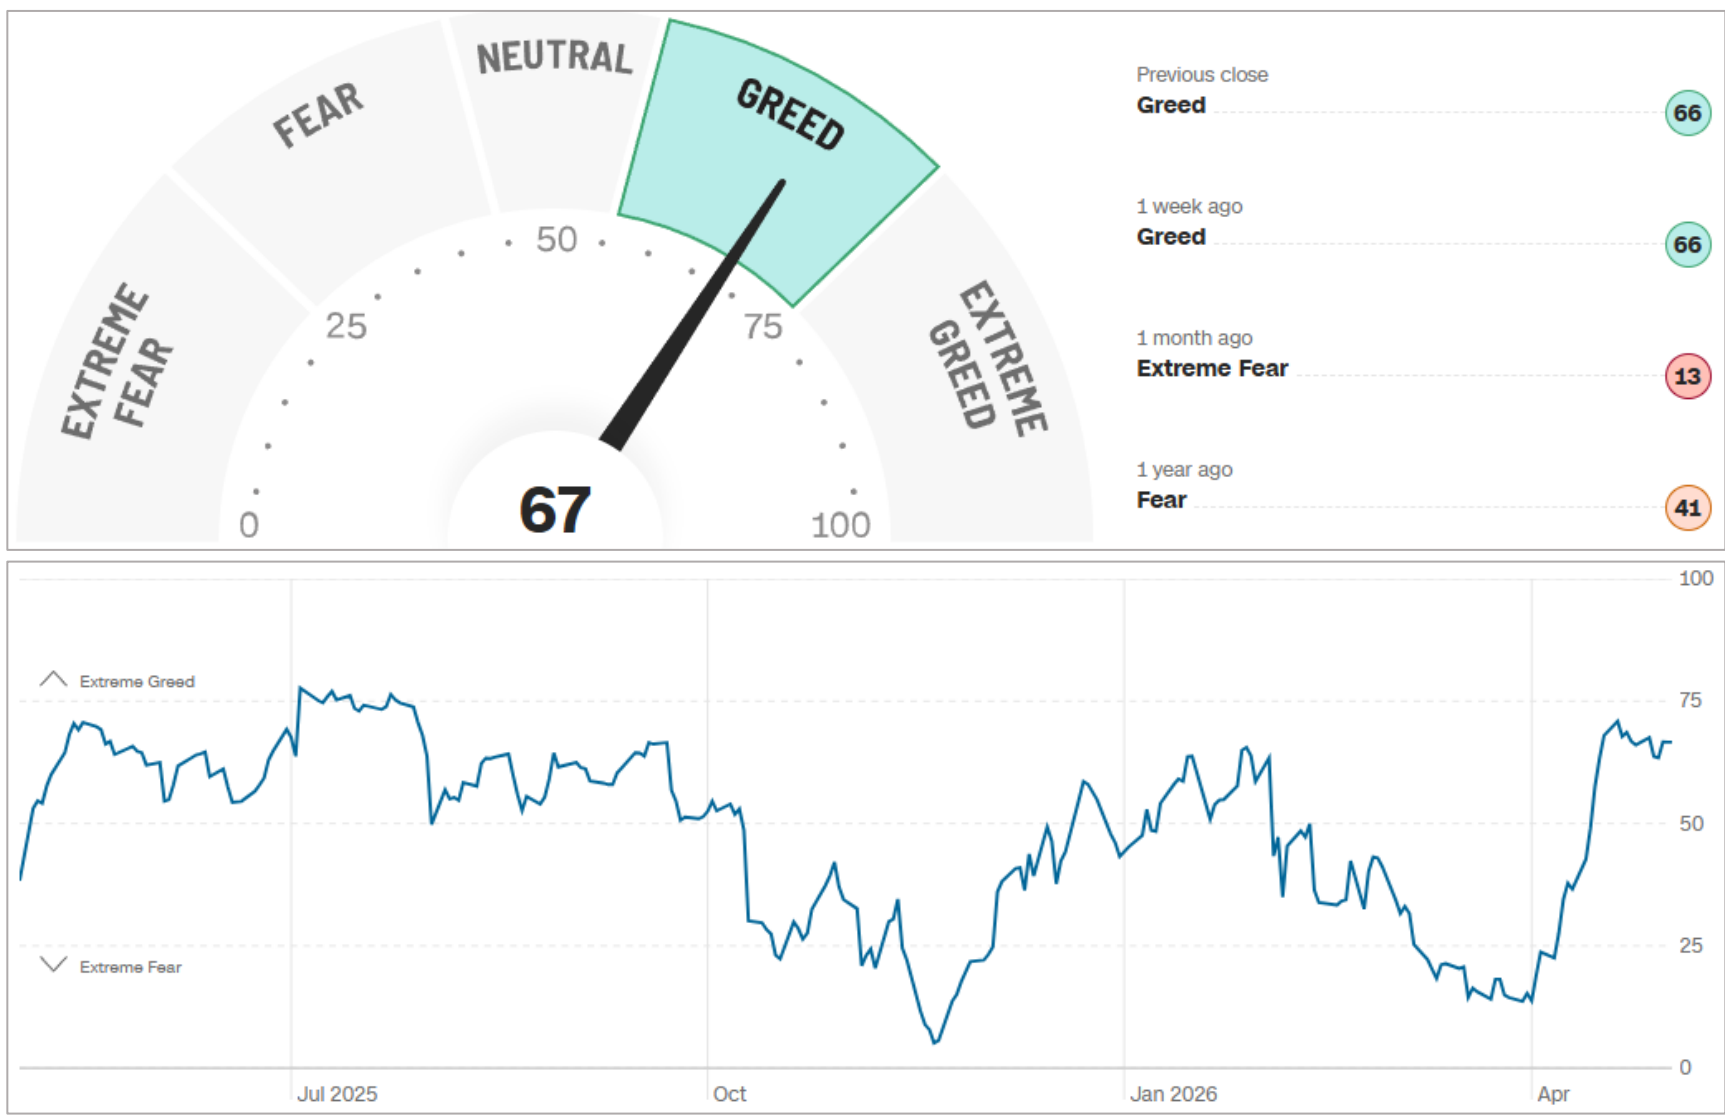 NEUTRAL
FEAR
GREED
EXTREME
FEAR
EXTREME
GREED
0
25
50
75
100
67
Previous close
Greed
66
1 week ago
Greed
66
1 month ago
Extreme Fear
13
1 year ago
Fear
41
100
Extreme Greed
75
50
25
Extreme Fear
0
Jul 2025
Oct
Jan 2026
Apr